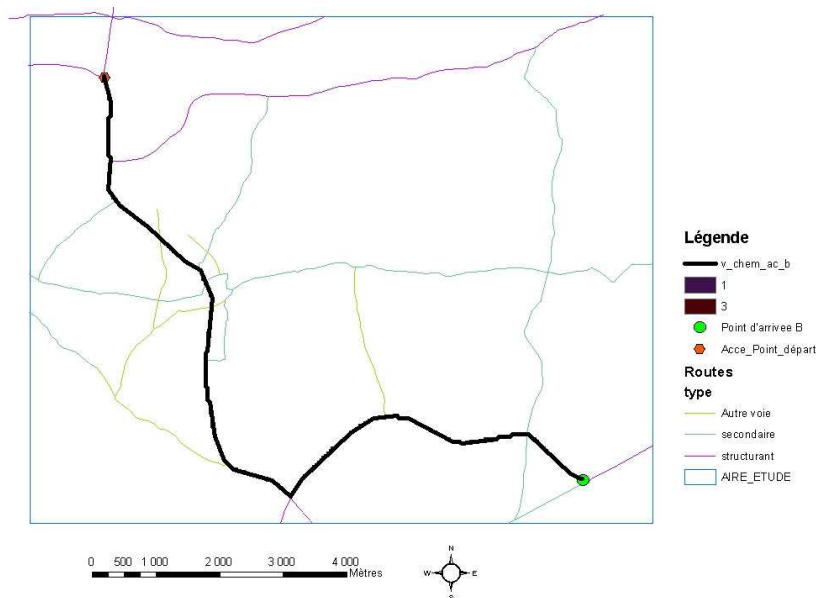 Légende
v_chem_ac_b
1
3
Point d'arrivee B
Acce_Point_départ
Routes
type
Autre voie
secondaire
structurant
AIRE_ETUDE
0 500 1 000 2 000 3 000 4 000
Mètres
N
W E
S